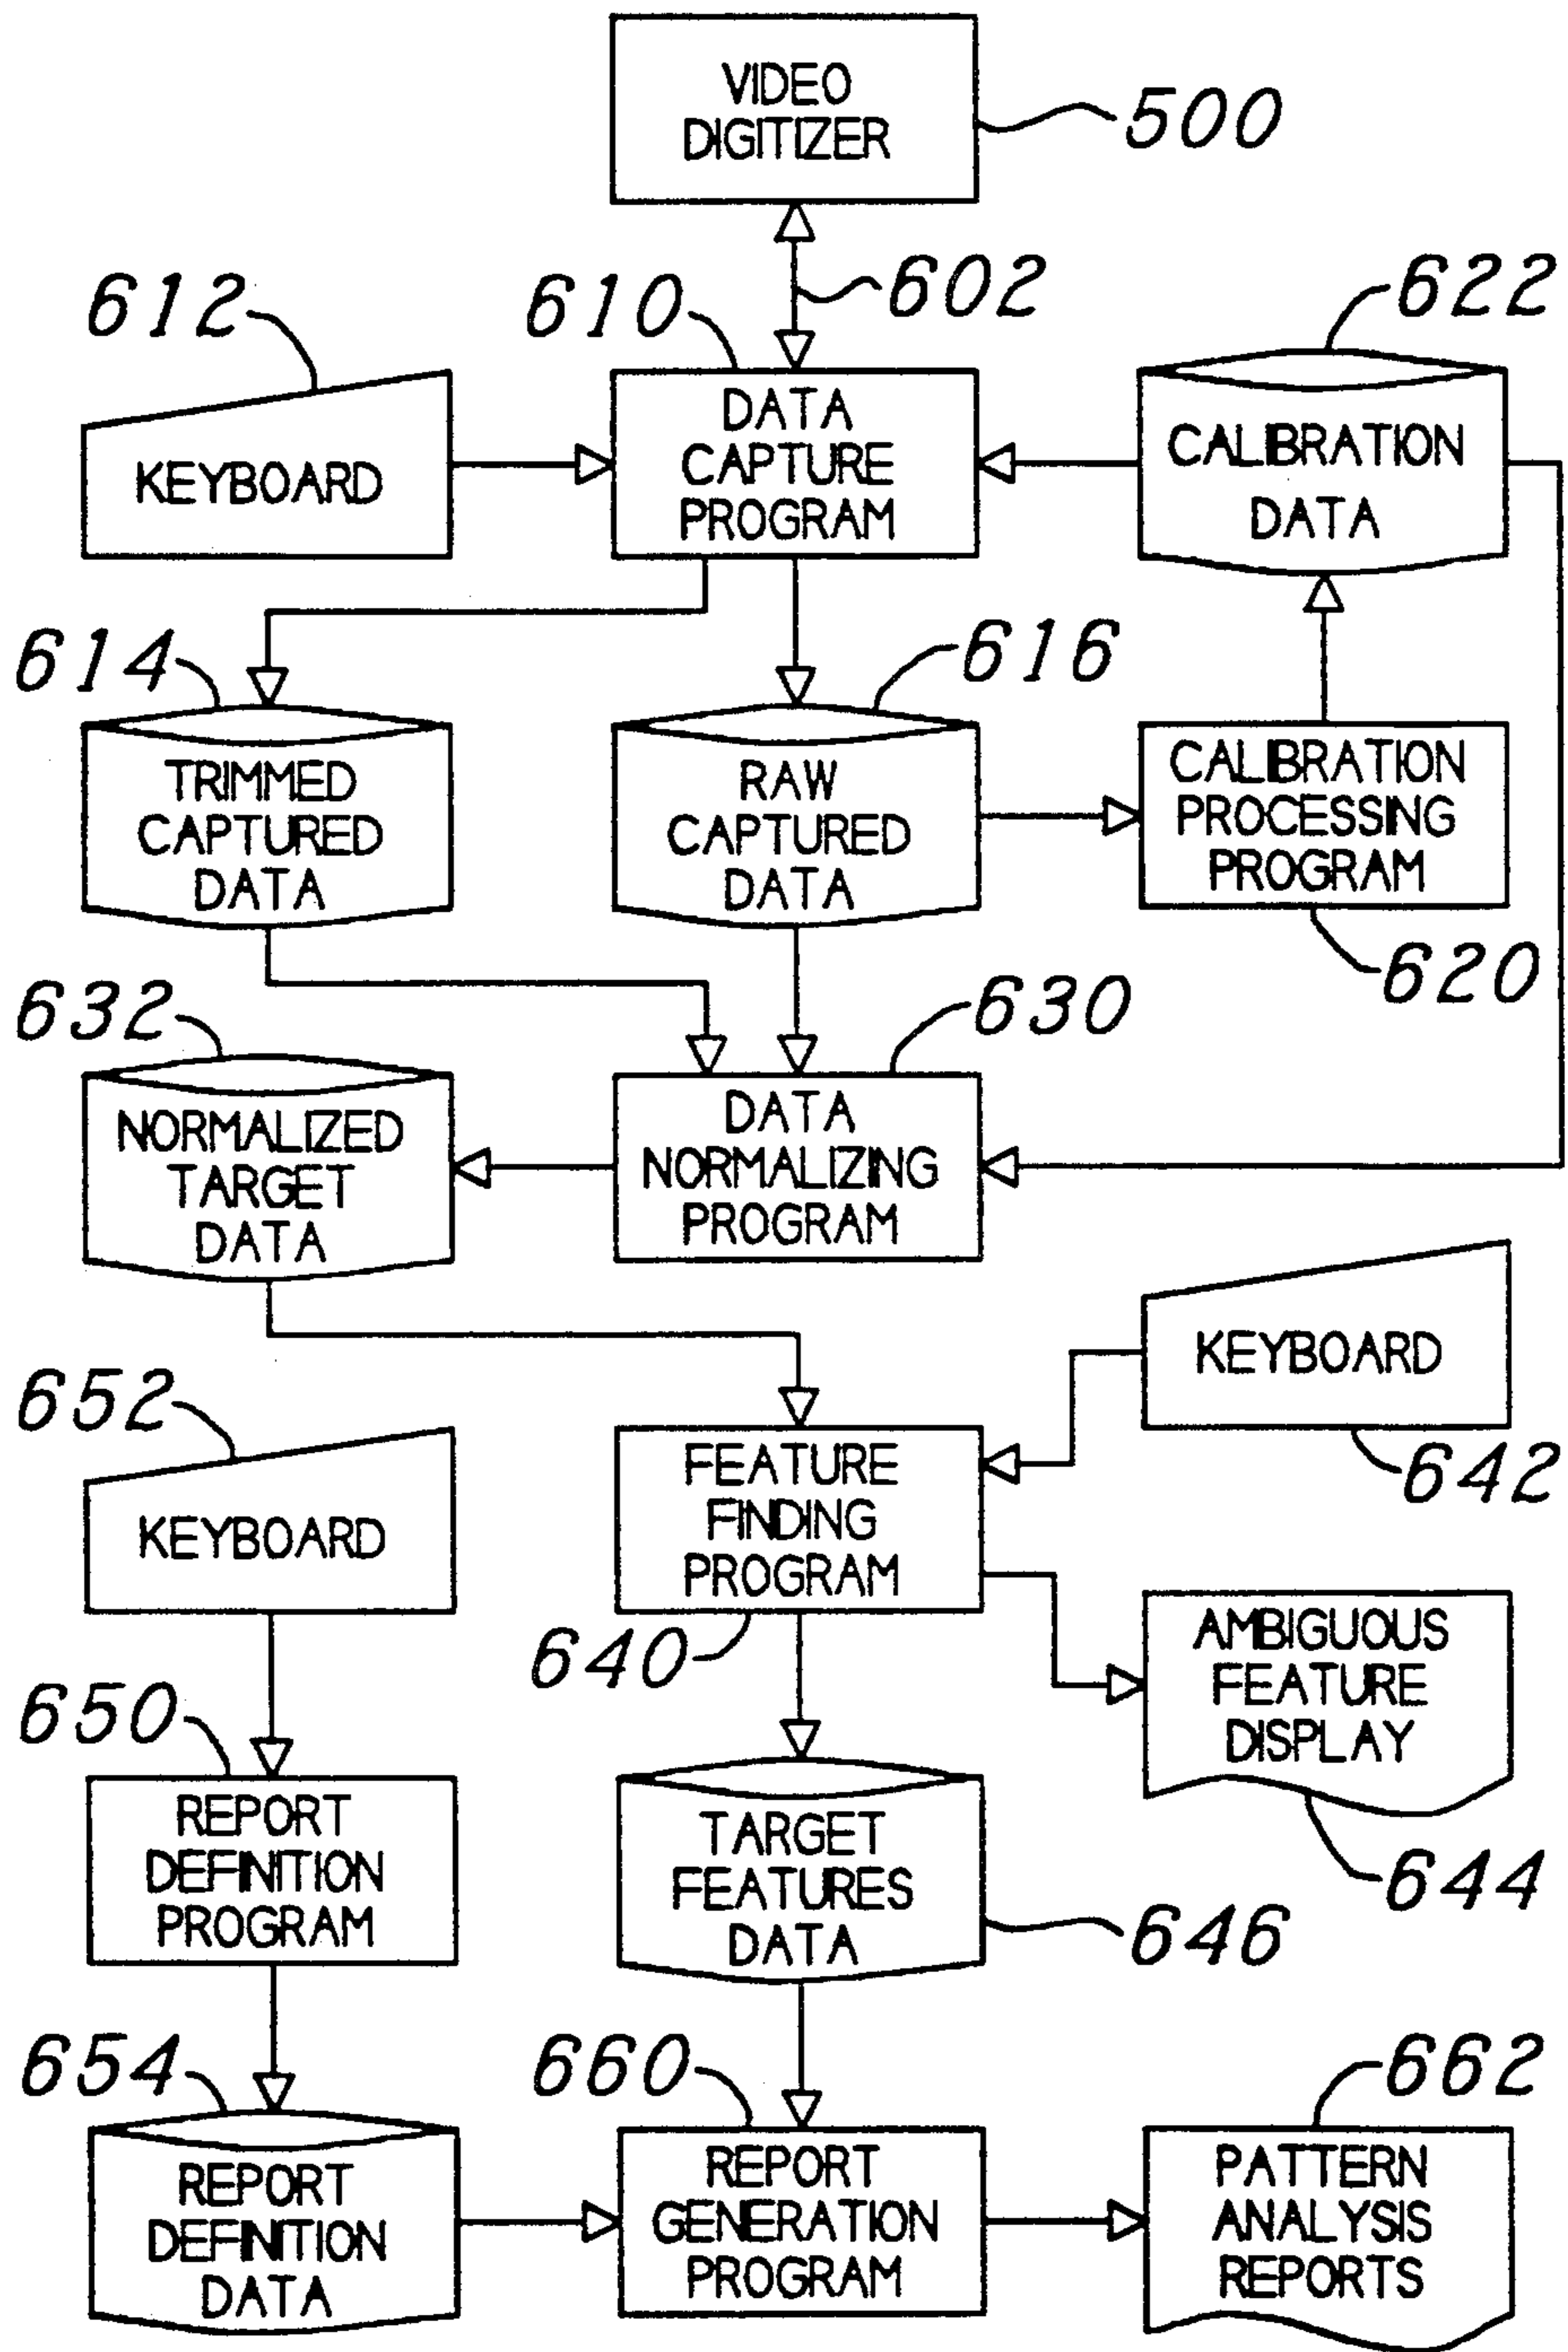 VIDEO
DIGITIZER
500
602
612
610
622
KEYBOARD
DATA
CAPTURE
PROGRAM
CALIBRATION
DATA
614
616
TRIMMED
CAPTURED
DATA
RAW
CAPTURED
DATA
CALIBRATION
PROCESSING
PROGRAM
620
632
630
NORMALIZED
TARGET
DATA
DATA
NORMALIZING
PROGRAM
KEYBOARD
642
652
KEYBOARD
FEATURE
FINDING
PROGRAM
640
AMBIGUOUS
FEATURE
DISPLAY
644
650
REPORT
DEFINITION
PROGRAM
TARGET
FEATURES
DATA
646
654
660
662
REPORT
DEFINITION
DATA
REPORT
GENERATION
PROGRAM
PATTERN
ANALYSIS
REPORTS